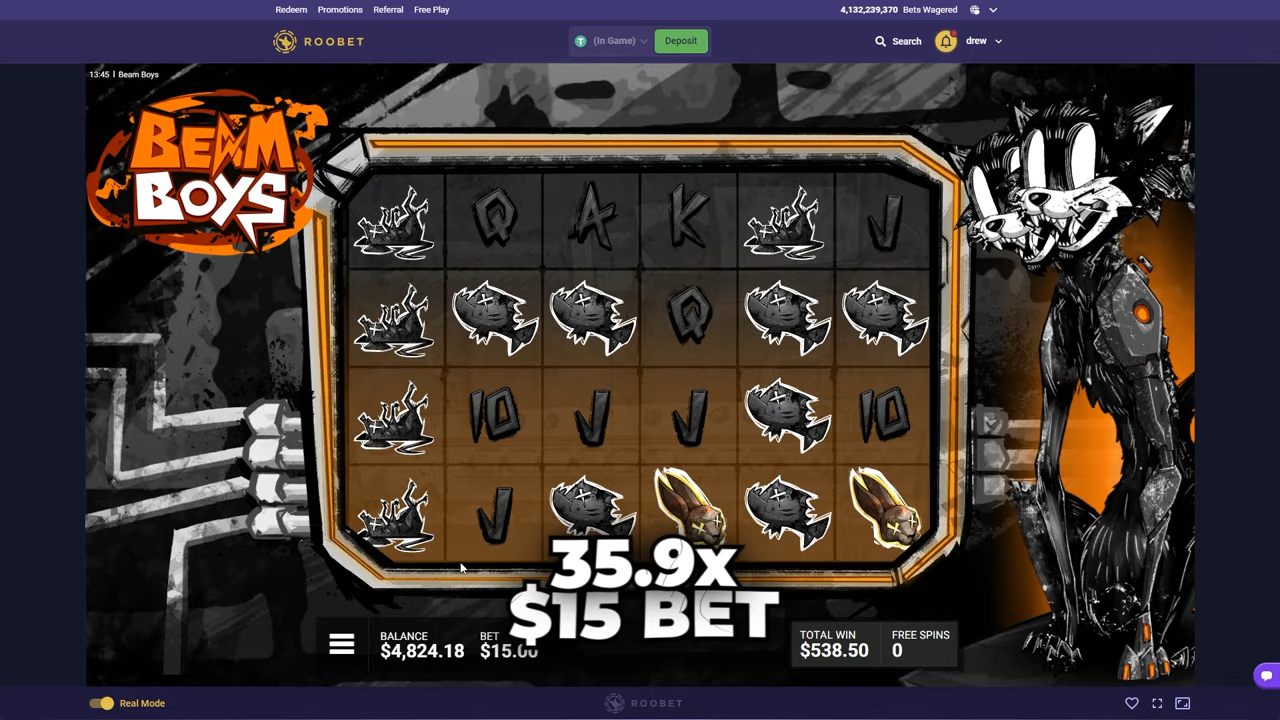 Redeem Promotions Referral Free Play 4,132,239,370 Bets Wagered
ROOBET (In Game) Deposit Search drew
13:45 | Beam Boys
BEAM
BOYS
Q A K J
Q
10 J J 10
J
35.9x
$15 BET
BALANCE BET TOTAL WIN FREE SPINS
$4,824.18 $15.00 $538.50 0
Real Mode ROOBET